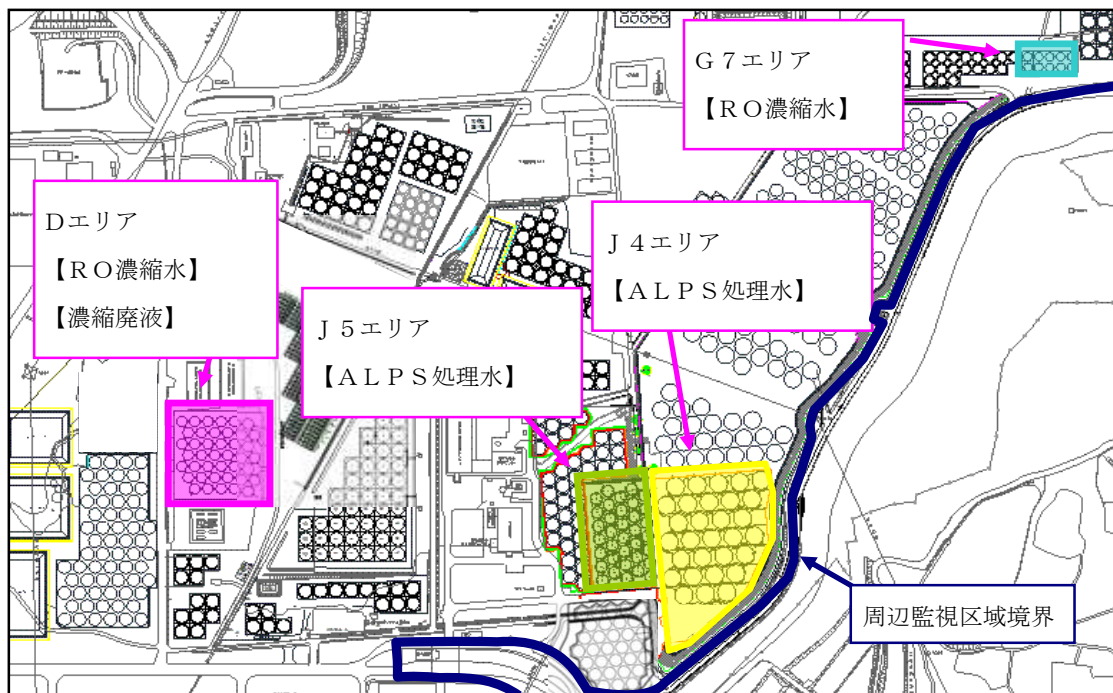 G7エリア
【RO濃縮水】
Dエリア
【RO濃縮水】
【濃縮廃液】
J4エリア
【ALPS処理水】
J5エリア
【ALPS処理水】
周辺監視区域境界